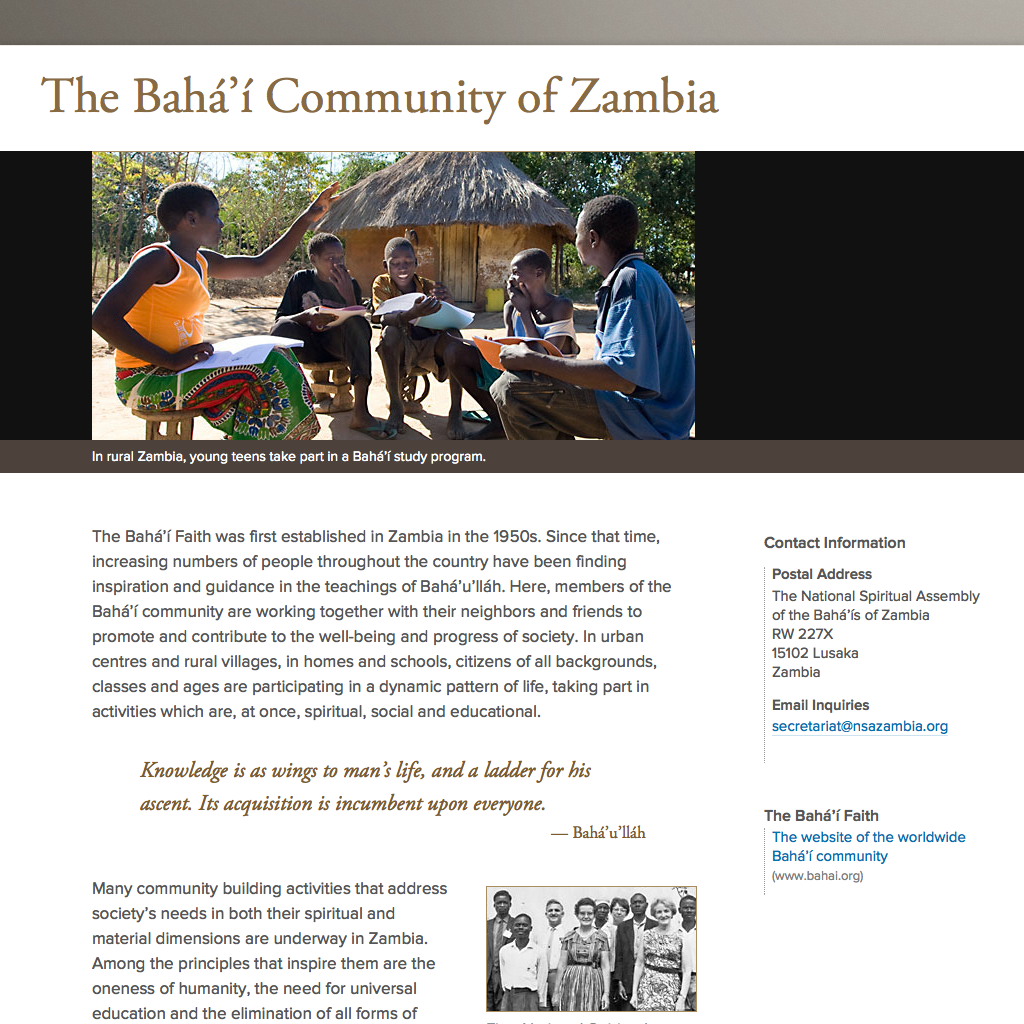 The Bahá’í Community of Zambia
In rural Zambia, young teens take part in a Bahá’í study program.
The Bahá’í Faith was first established in Zambia in the 1950s. Since that time,
increasing numbers of people throughout the country have been finding
inspiration and guidance in the teachings of Bahá’u’lláh. Here, members of the
Bahá’í community are working together with their neighbors and friends to
promote and contribute to the well-being and progress of society. In urban
centres and rural villages, in homes and schools, citizens of all backgrounds,
classes and ages are participating in a dynamic pattern of life, taking part in
activities which are, at once, spiritual, social and educational.
Knowledge is as wings to man’s life, and a ladder for his
ascent. Its acquisition is incumbent upon everyone.
— Bahá’u’lláh
Many community building activities that address
society’s needs in both their spiritual and
material dimensions are underway in Zambia.
Among the principles that inspire them are the
oneness of humanity, the need for universal
education and the elimination of all forms of
Contact Information
Postal Address
The National Spiritual Assembly
of the Bahá’ís of Zambia
RW 227X
15102 Lusaka
Zambia
Email Inquiries
secretariat@nsazambia.org
The Bahá’í Faith
The website of the worldwide
Bahá’í community
(www.bahai.org)